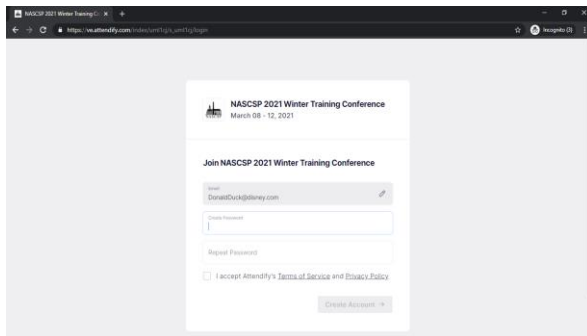 NASCSP 2021 Winter Training C
Incognito (3)
NASCSP 2021 Winter Training Conference
March 08 - 12, 2021
Join NASCSP 2021 Winter Training Conference
Email
DonaldDuck@disney.com
Create Password
Repeat Password
I accept Attendify's Terms of Service and Privacy Policy
Create Account →